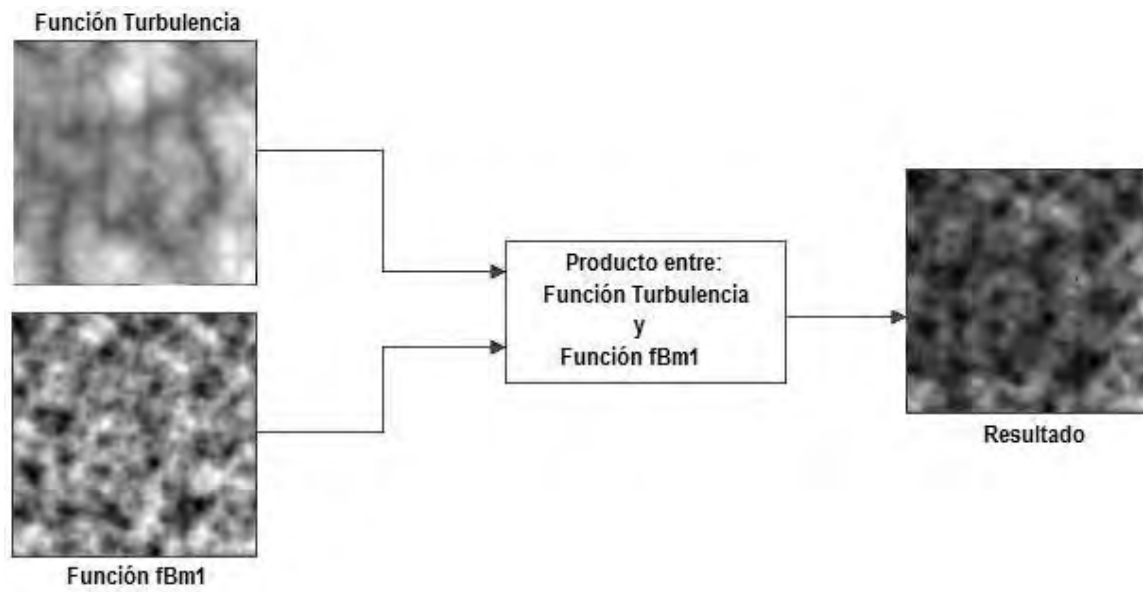 Función Turbulencia
Producto entre:
Función Turbulencia
y
Función fBm1
Resultado
Función fBm1